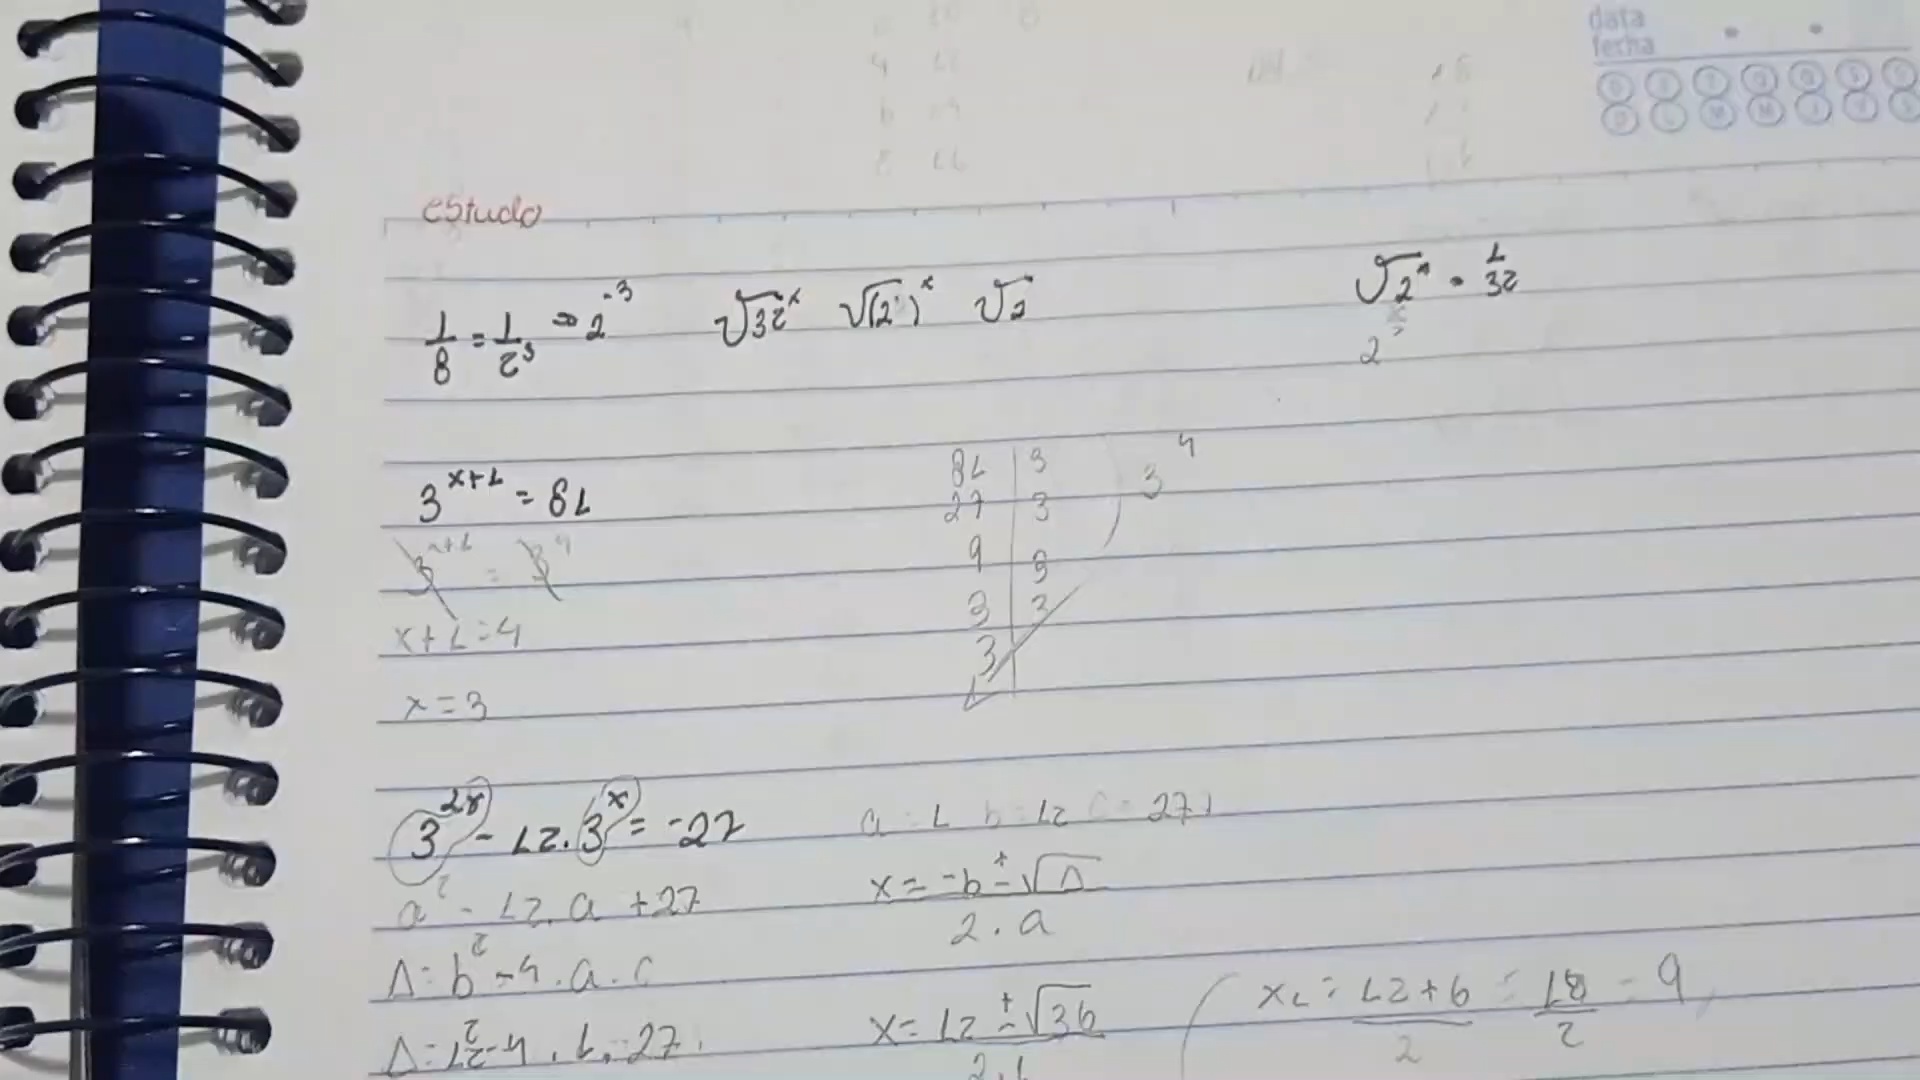 data
fecha
estudo
1/8 = 1/2³ ⇒ 2⁻³ √32ˣ √(2)ˣ √2 √2ˣ = 1/32
2
3ˣ⁺¹ = 81
3ˣ⁺¹ = 3⁴
x+1=4
x=3
81 | 3
27 | 3
9 | 3
3 | 3
3
3⁴
3²ˣ - 12.3ˣ = -27
a² - 12.a +27
Δ=b²-4.a.c
Δ=12²-4.1.27
a=1 b=12 c=27
x= -b ± √Δ / 2.a
x= 12 ± √36 / 2.1
x₁= 12+6 / 2 = 18 / 2 = 9